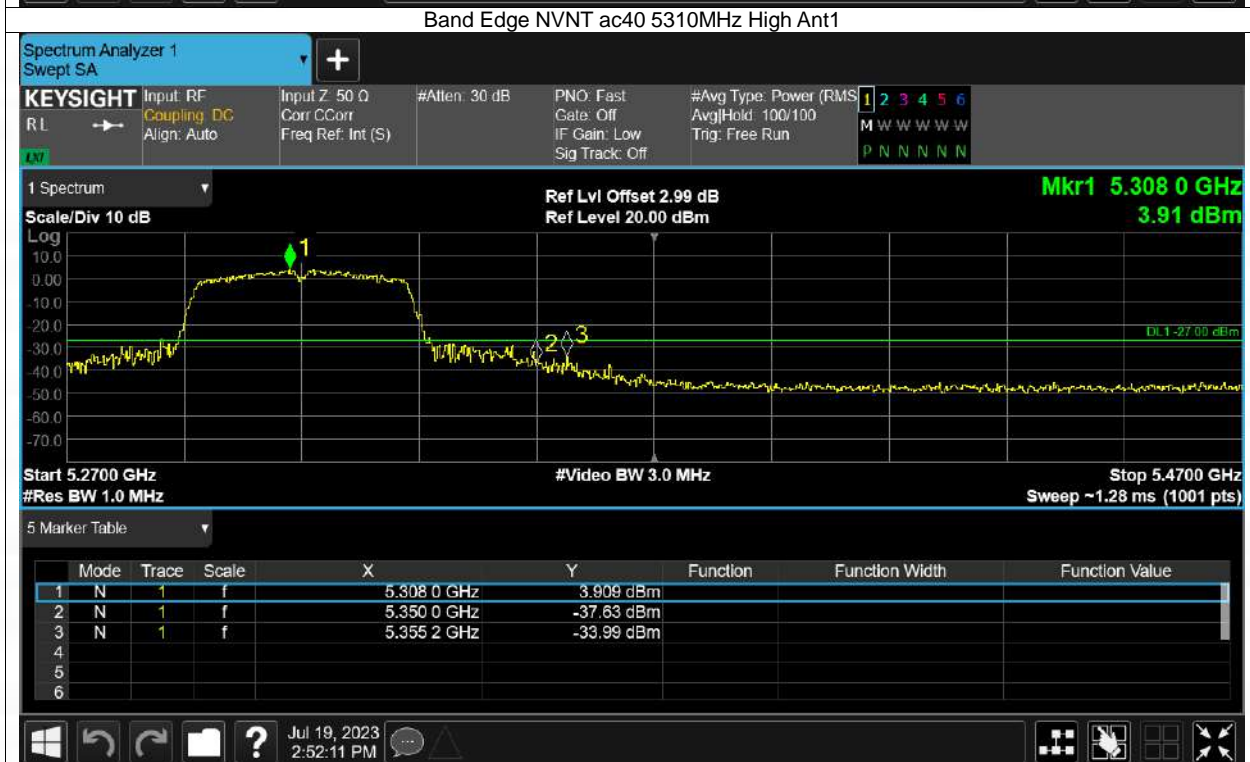 Band Edge NVNT ac40 5310MHz High Ant1
Spectrum Analyzer 1
Swept SA
+
KEYSIGHT Input: RF Input Z: 50 Ω #Atten: 30 dB PNO: Fast #Avg Type: Power (RMS 1 2 3 4 5 6
RL Coupling: DC Corr CCorr Gate: Off Avg|Hold: 100/100 M W W W W W
Align: Auto Freq Ref: Int (S) IF Gain: Low Trig: Free Run
LXI Sig Track: Off P N N N N N
1 Spectrum Ref Lvl Offset 2.99 dB Mkr1 5.308 0 GHz
Scale/Div 10 dB Ref Level 20.00 dBm 3.91 dBm
Log
10.0 1
0.00
-10.0
-20.0 2 3 DL1 -27.00 dBm
-30.0
-40.0
-50.0
-60.0
-70.0
Start 5.2700 GHz #Video BW 3.0 MHz Stop 5.4700 GHz
#Res BW 1.0 MHz Sweep ~1.28 ms (1001 pts)
5 Marker Table
Mode Trace Scale X Y Function Function Width Function Value
1 N 1 f 5.308 0 GHz 3.909 dBm
2 N 1 f 5.350 0 GHz -37.63 dBm
3 N 1 f 5.355 2 GHz -33.99 dBm
4
5
6
? Jul 19, 2023
2:52:11 PM